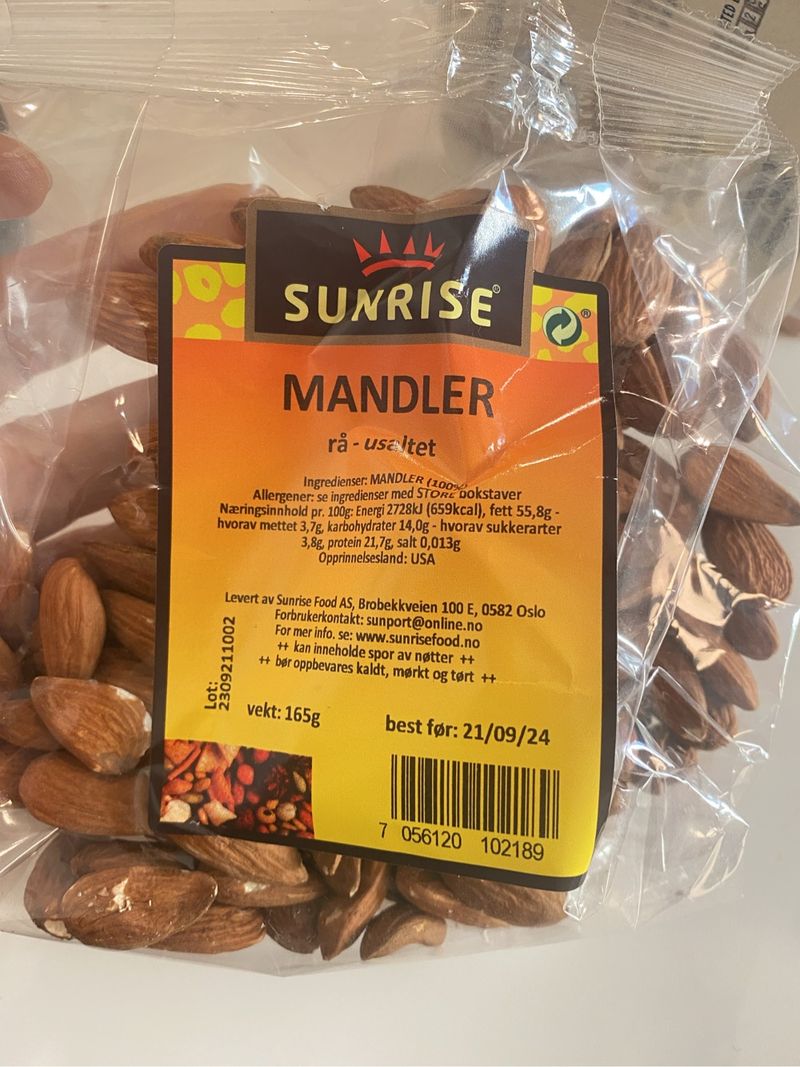 SUNRISE®
®
MANDLER
rå - usaltet
Ingredienser: MANDLER (100%)
Allergener: se ingredienser med STORE bokstaver
Næringsinnhold pr. 100g: Energi 2728kJ (659kcal), fett 55,8g -
hvorav mettet 3,7g, karbohydrater 14,0g - hvorav sukkerarter
3,8g, protein 21,7g, salt 0,013g
Opprinnelsesland: USA
Levert av Sunrise Food AS, Brobekkveien 100 E, 0582 Oslo
Forbrukerkontakt: sunport@online.no
For mer info. se: www.sunrisefood.no
++ kan inneholde spor av nøtter ++
++ bør oppbevares kaldt, mørkt og tørt ++
Lot:
2309211002
vekt: 165g
best før: 21/09/24
7 056120 102189